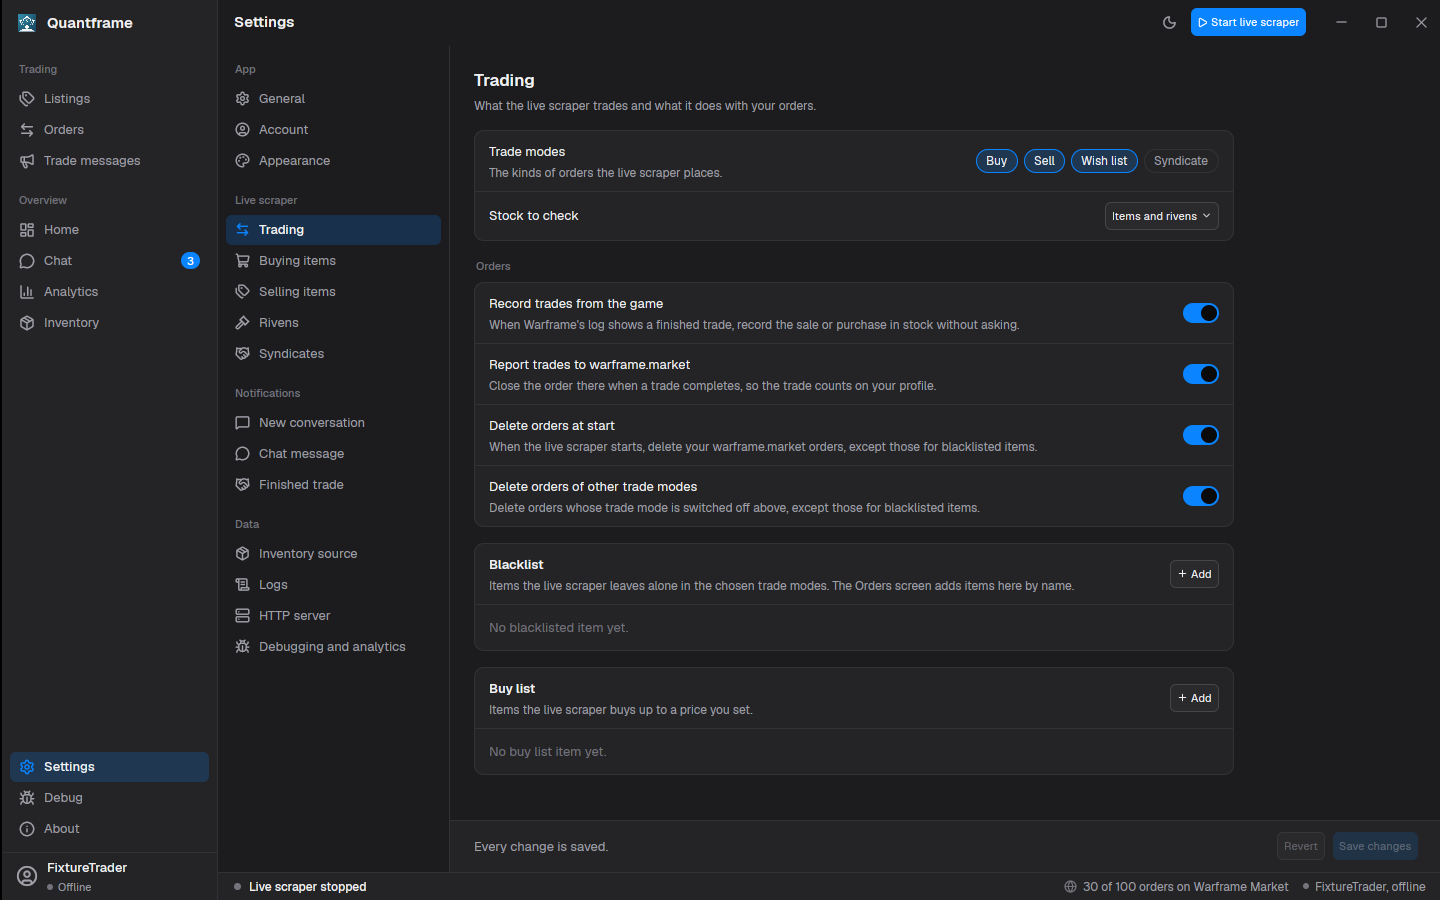 Quantframe
Trading
Listings
Orders
Trade messages
Overview
Home
Chat
3
Analytics
Inventory
Settings
Debug
About
FixtureTrader
Offline
Settings
Start live scraper
App
General
Account
Appearance
Live scraper
Trading
Buying items
Selling items
Rivens
Syndicates
Notifications
New conversation
Chat message
Finished trade
Data
Inventory source
Logs
HTTP server
Debugging and analytics
Trading
What the live scraper trades and what it does with your orders.
Trade modes
The kinds of orders the live scraper places.
Buy
Sell
Wish list
Syndicate
Stock to check
Items and rivens
Orders
Record trades from the game
When Warframe's log shows a finished trade, record the sale or purchase in stock without asking.
Report trades to warframe.market
Close the order there when a trade completes, so the trade counts on your profile.
Delete orders at start
When the live scraper starts, delete your warframe.market orders, except those for blacklisted items.
Delete orders of other trade modes
Delete orders whose trade mode is switched off above, except those for blacklisted items.
Blacklist
Items the live scraper leaves alone in the chosen trade modes. The Orders screen adds items here by name.
+ Add
No blacklisted item yet.
Buy list
Items the live scraper buys up to a price you set.
+ Add
No buy list item yet.
Every change is saved.
Revert
Save changes
Live scraper stopped
30 of 100 orders on Warframe Market
FixtureTrader, offline